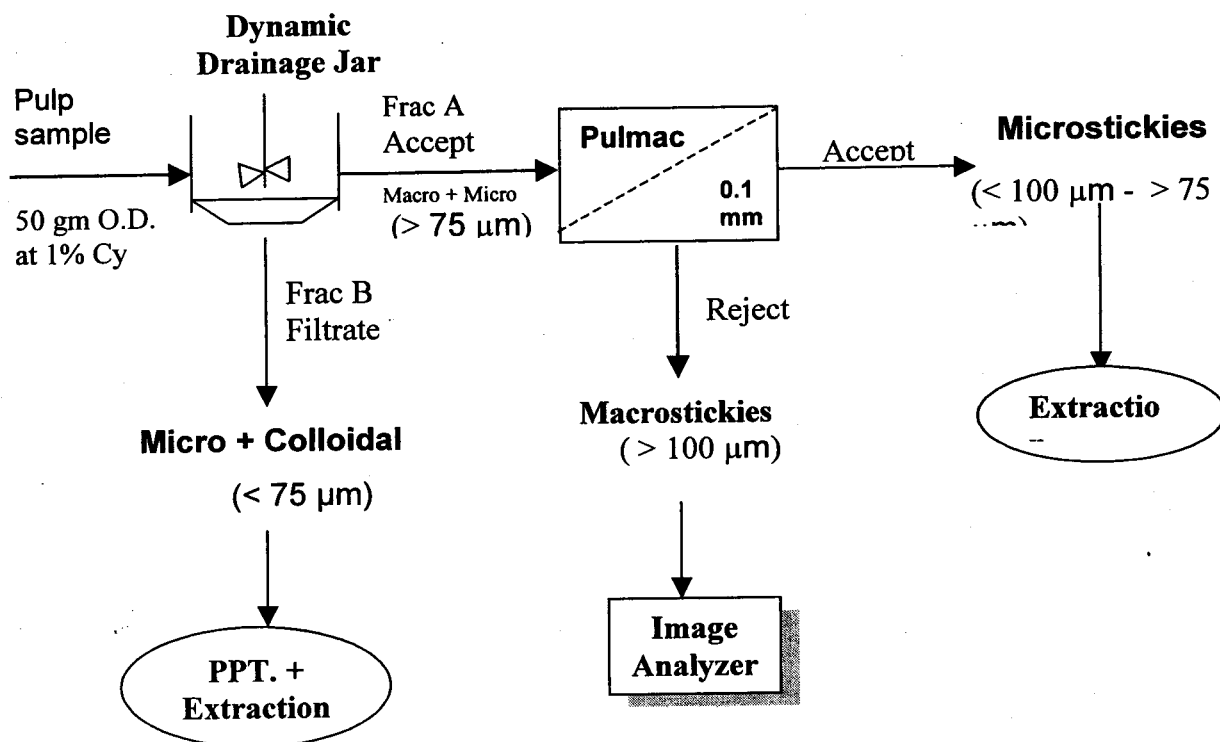 Dynamic
Drainage Jar
Pulp
sample
50 gm O.D.
at 1% Cy
Frac A
Accept
Macro + Micro
(> 75 µm)
Pulmac
0.1
mm
Accept
Microstickies
(< 100 µm - > 75
Frac B
Filtrate
Reject
Micro + Colloidal
(< 75 µm)
Macrostickies
( > 100 µm)
Extractio
PPT. +
Extraction
Image
Analyzer